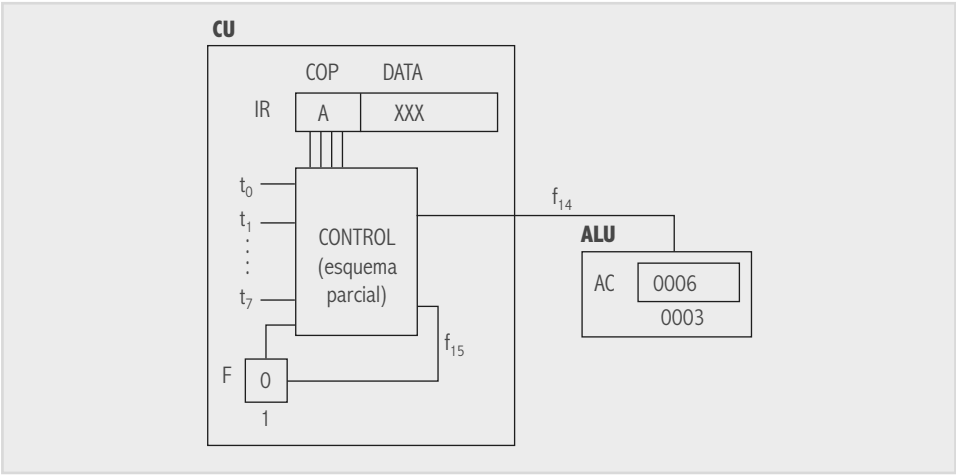 CU
COP DATA
IR A XXX
t0
t1
t7
CONTROL
(esquema
parcial)
f14
ALU
AC 0006
0003
f15
F 0
1